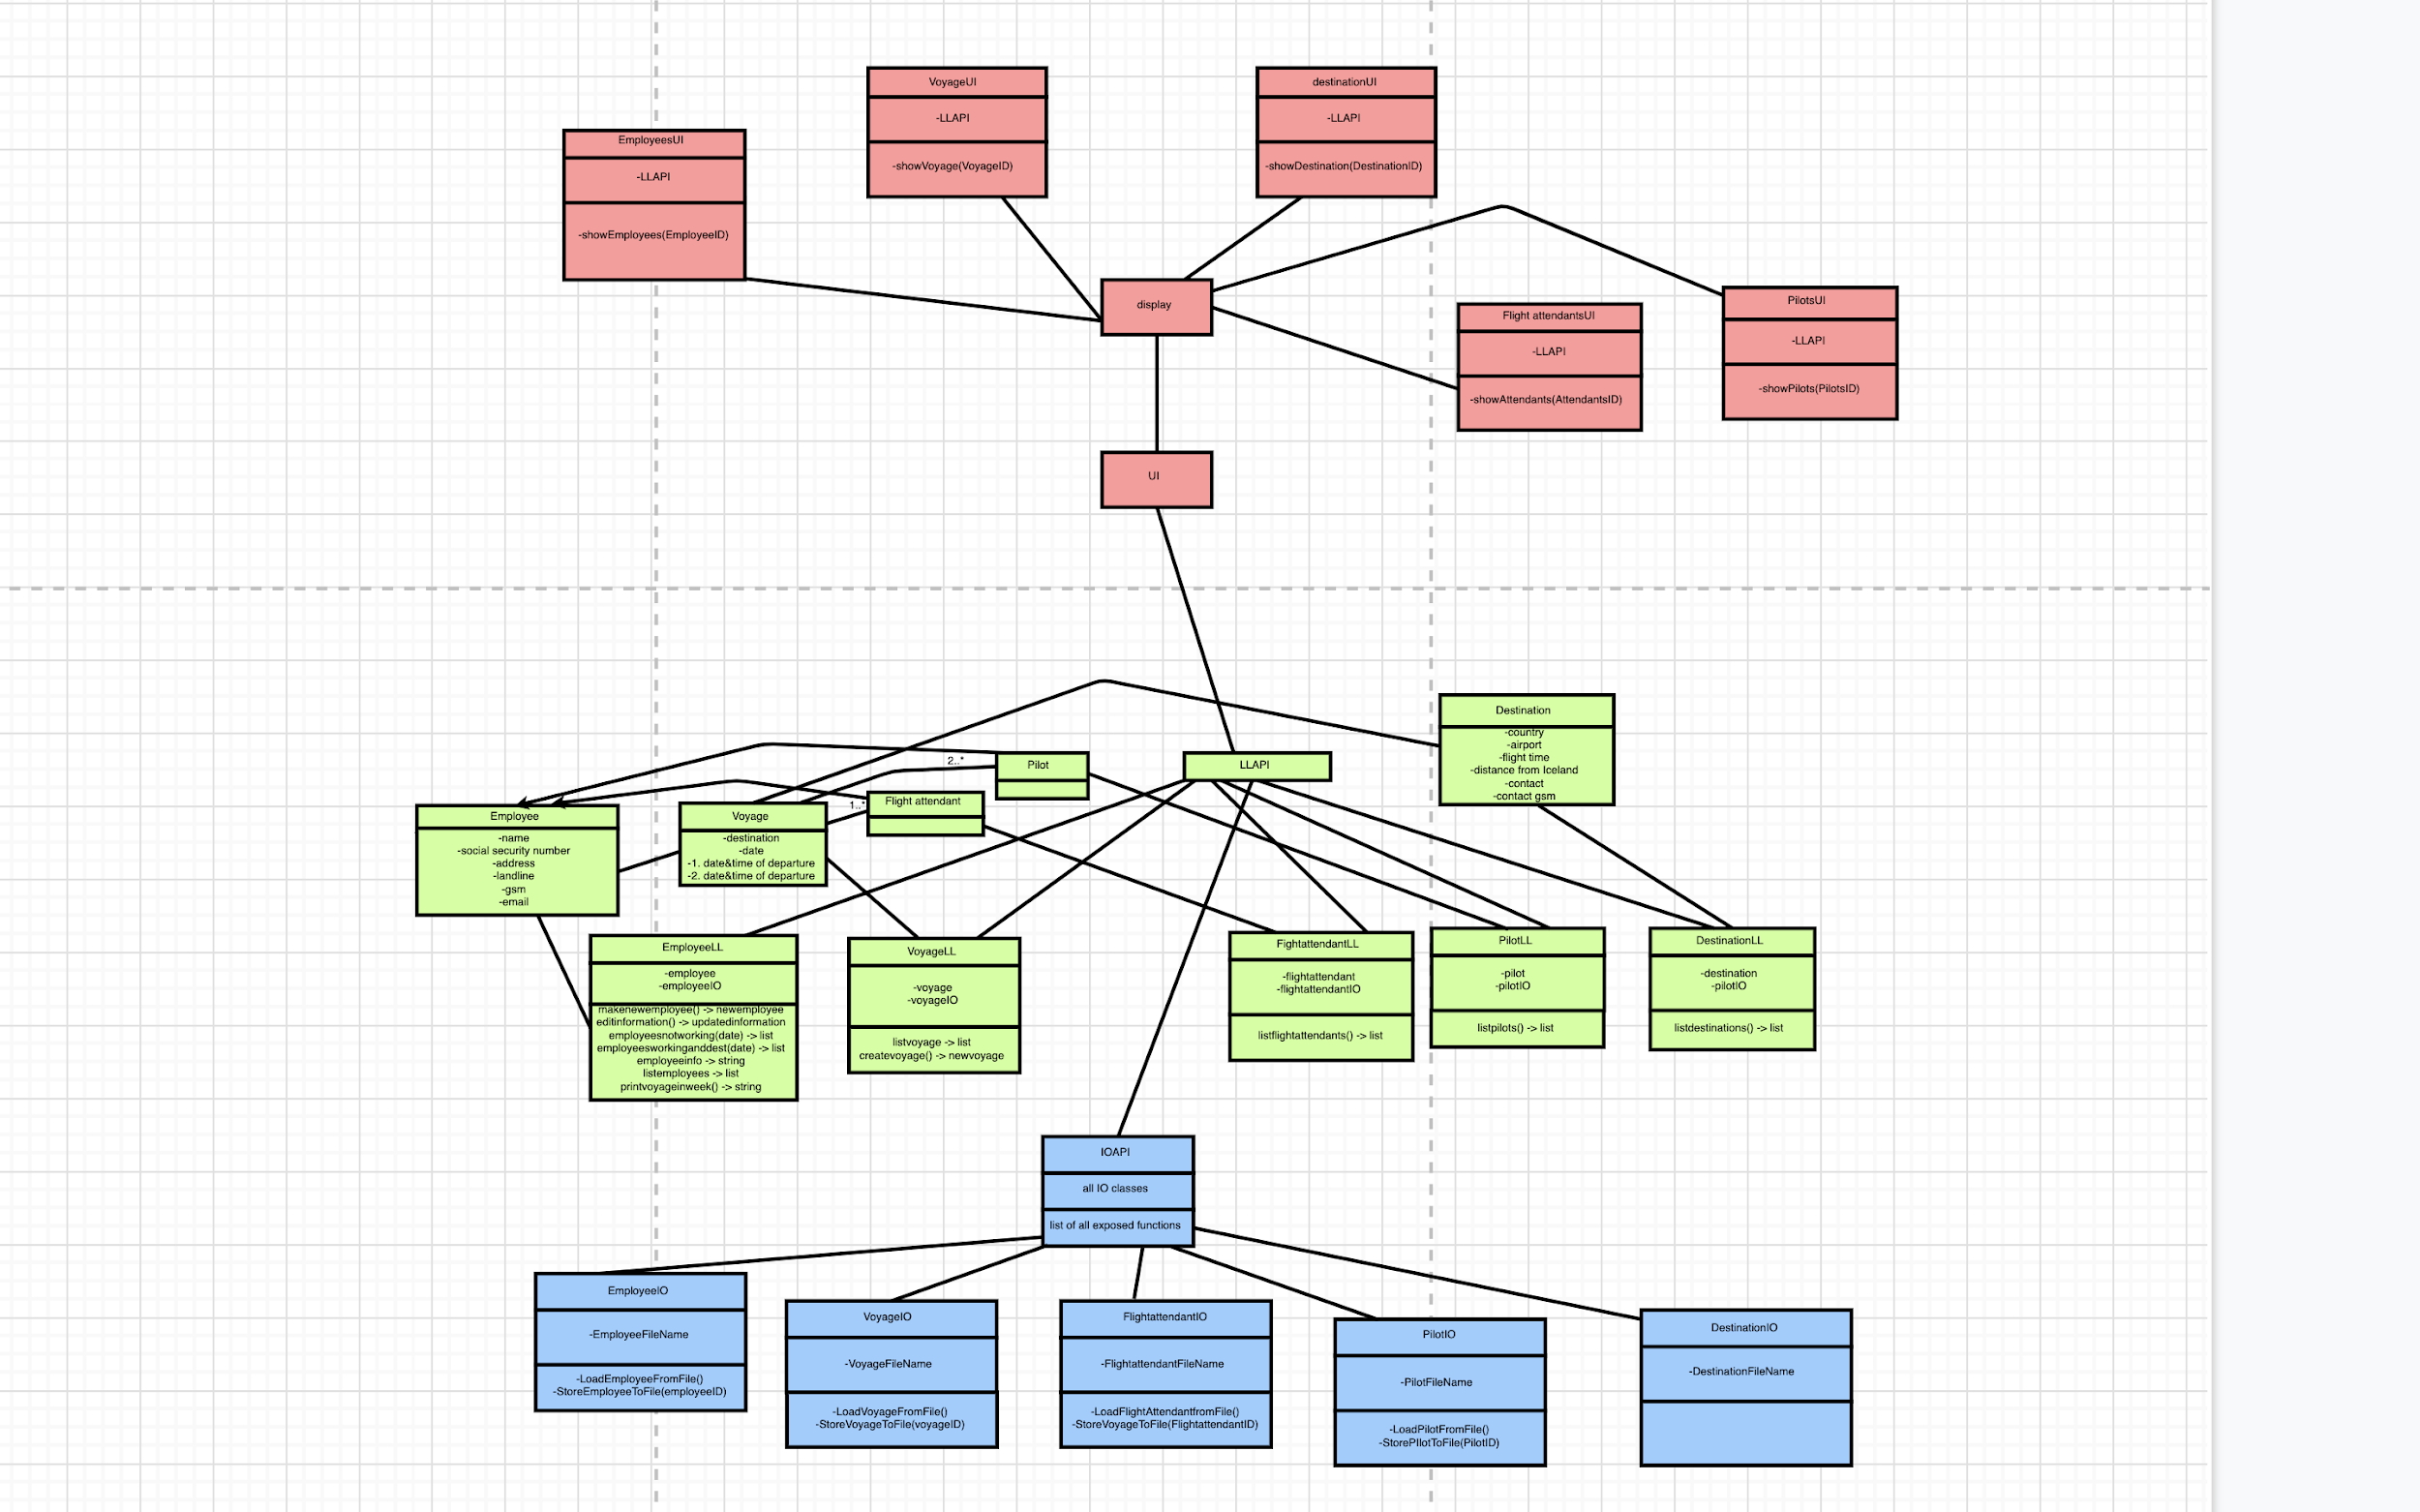 VoyageUI
-LLAPI
-showVoyage(VoyageID)
destinationUI
-LLAPI
-showDestination(DestinationID)
EmployeesUI
-LLAPI
-showEmployees(EmployeeID)
display
Flight attendantsUI
-LLAPI
-showAttendants(AttendantsID)
PilotsUI
-LLAPI
-showPilots(PilotsID)
UI
Destination
-country
-airport
-flight time
-distance from Iceland
-contact
-contact gsm
2..*
Pilot
LLAPI
1..*
Flight attendant
Employee
-name
-social security number
-address
-landline
-gsm
-email
Voyage
-destination
-date
-1. date&time of departure
-2. date&time of departure
EmployeeLL
-employee
-employeeIO
makenewemployee() -> newemployee
editinformation() -> updatedinformation
employeesnotworking(date) -> list
employeesworkinganddest(date) -> list
employeeinfo -> string
listemployees -> list
printvoyageinweek() -> string
VoyageLL
-voyage
-voyageIO
listvoyage -> list
createvoyage() -> newvoyage
FightattendantLL
-flightattendant
-flightattendantIO
listflightattendants() -> list
PilotLL
-pilot
-pilotIO
listpilots() -> list
DestinationLL
-destination
-pilotIO
listdestinations() -> list
IOAPI
all IO classes
list of all exposed functions
EmployeeIO
-EmployeeFileName
-LoadEmployeeFromFile()
-StoreEmployeeToFile(employeeID)
VoyageIO
-VoyageFileName
-LoadVoyageFromFile()
-StoreVoyageToFile(voyageID)
FlightattendantIO
-FlightattendantFileName
-LoadFlightAttendantfromFile()
-StoreVoyageToFile(FlightattendantID)
PilotIO
-PilotFileName
-LoadPilotFromFile()
-StorePIlotToFile(PilotID)
DestinationIO
-DestinationFileName